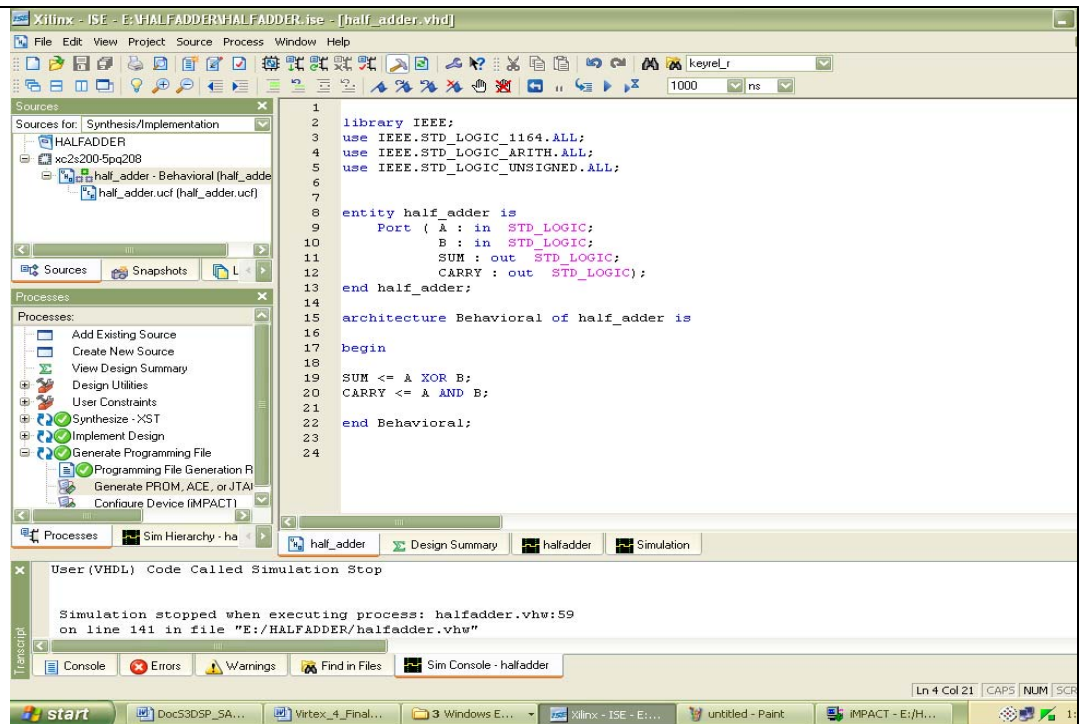 Xilinx - ISE - E:\HALFADDER\HALFADDER.ise - [half_adder.vhd]
File Edit View Project Source Process Window Help
keyrel_r
1000 ns
Sources
Sources for: Synthesis/Implementation
HALFADDER
xc2s200-5pq208
half_adder - Behavioral (half_adde
half_adder.ucf (half_adder.ucf)
Sources Snapshots L
Processes
Processes:
Add Existing Source
Create New Source
View Design Summary
Design Utilities
User Constraints
Synthesize - XST
Implement Design
Generate Programming File
Programming File Generation R
Generate PROM, ACE, or JTA
Configure Device (iMPACT)
Processes Sim Hierarchy - ha
1
2 library IEEE;
3 use IEEE.STD_LOGIC_1164.ALL;
4 use IEEE.STD_LOGIC_ARITH.ALL;
5 use IEEE.STD_LOGIC_UNSIGNED.ALL;
6
7
8 entity half_adder is
9 Port ( A : in STD_LOGIC;
10 B : in STD_LOGIC;
11 SUM : out STD_LOGIC;
12 CARRY : out STD_LOGIC);
13 end half_adder;
14
15 architecture Behavioral of half_adder is
16
17 begin
18
19 SUM <= A XOR B;
20 CARRY <= A AND B;
21
22 end Behavioral;
23
24
half_adder Design Summary halfadder Simulation
User(VHDL) Code Called Simulation Stop
Simulation stopped when executing process: halfadder.vhw:59
on line 141 in file "E:/HALFADDER/halfadder.vhw"
Transcript
Console Errors Warnings Find in Files Sim Console - halfadder
Ln 4 Col 21 CAPS NUM SCR
start DocS3DSP_SA... Virtex_4_Final... 3 Windows E... Xilinx - ISE - E:... untitled - Paint iMPACT - E:/H... 1: